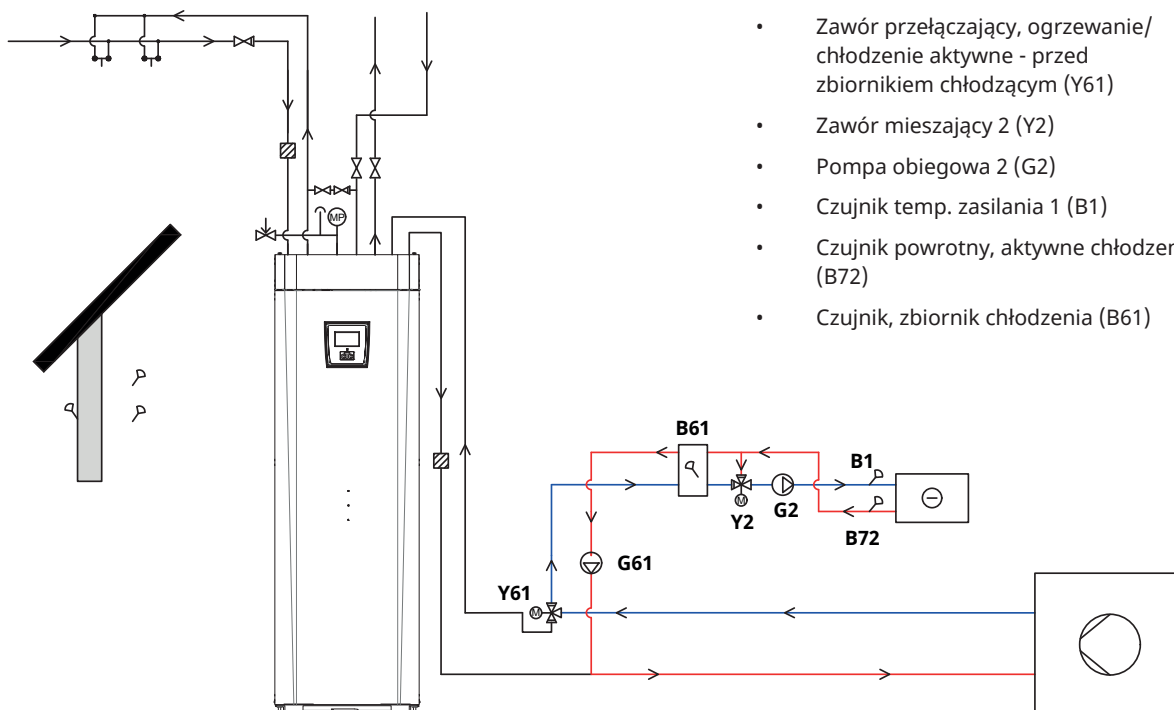 • Zawór przełączający, ogrzewanie/
chłodzenie aktywne - przed
zbiornikiem chłodzącym (Y61)
• Zawór mieszający 2 (Y2)
• Pompa obiegowa 2 (G2)
• Czujnik temp. zasilania 1 (B1)
• Czujnik powrotny, aktywne chłodzen
(B72)
• Czujnik, zbiornik chłodzenia (B61)
MP
B61
B1
M
Y2
G2
B72
G61
Y61
M